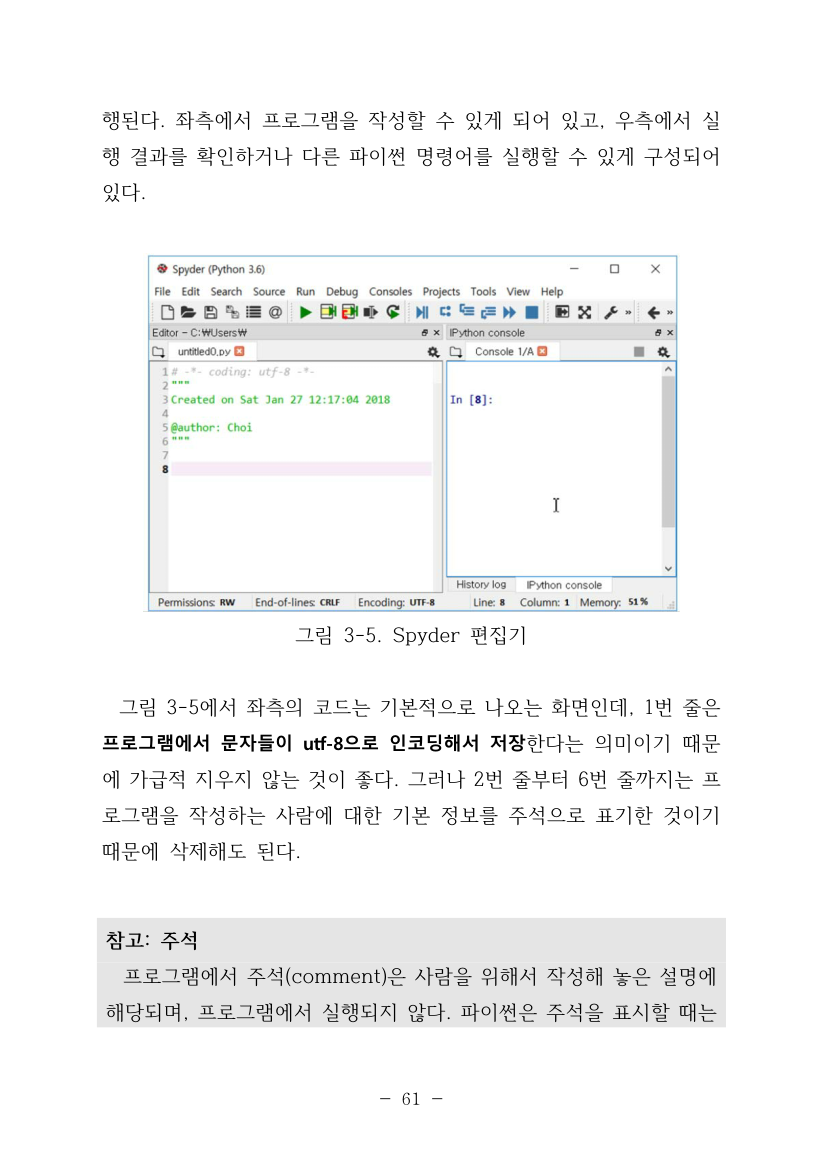 행된다. 좌측에서 프로그램을 작성할 수 있게 되어 있고, 우측에서 실
행 결과를 확인하거나 다른 파이썬 명령어를 실행할 수 있게 구성되어
있다.
Spyder (Python 3.6)
File Edit Search Source Run Debug Consoles Projects Tools View Help
Editor - C:₩Users₩
IPython console
untitled0.py
Console 1/A
1 # -*- coding: utf-8 -*-
2 """
3 Created on Sat Jan 27 12:17:04 2018
4
5 @author: Choi
6 """
7
8
In [8]:
History log IPython console
Permissions: RW End-of-lines: CRLF Encoding: UTF-8 Line: 8 Column: 1 Memory: 51 %
그림 3-5. Spyder 편집기
그림 3-5에서 좌측의 코드는 기본적으로 나오는 화면인데, 1번 줄은
프로그램에서 문자들이 utf-8으로 인코딩해서 저장한다는 의미이기 때문
에 가급적 지우지 않는 것이 좋다. 그러나 2번 줄부터 6번 줄까지는 프
로그램을 작성하는 사람에 대한 기본 정보를 주석으로 표기한 것이기
때문에 삭제해도 된다.
참고: 주석
프로그램에서 주석(comment)은 사람을 위해서 작성해 놓은 설명에
해당되며, 프로그램에서 실행되지 않다. 파이썬은 주석을 표시할 때는
- 61 -